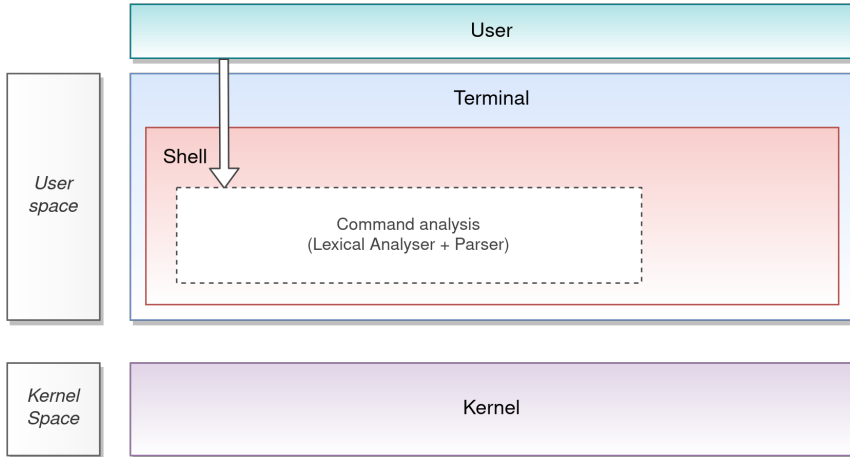 User
Terminal
Shell
User
space
Command analysis
(Lexical Analyser + Parser)
Kernel
Space
Kernel